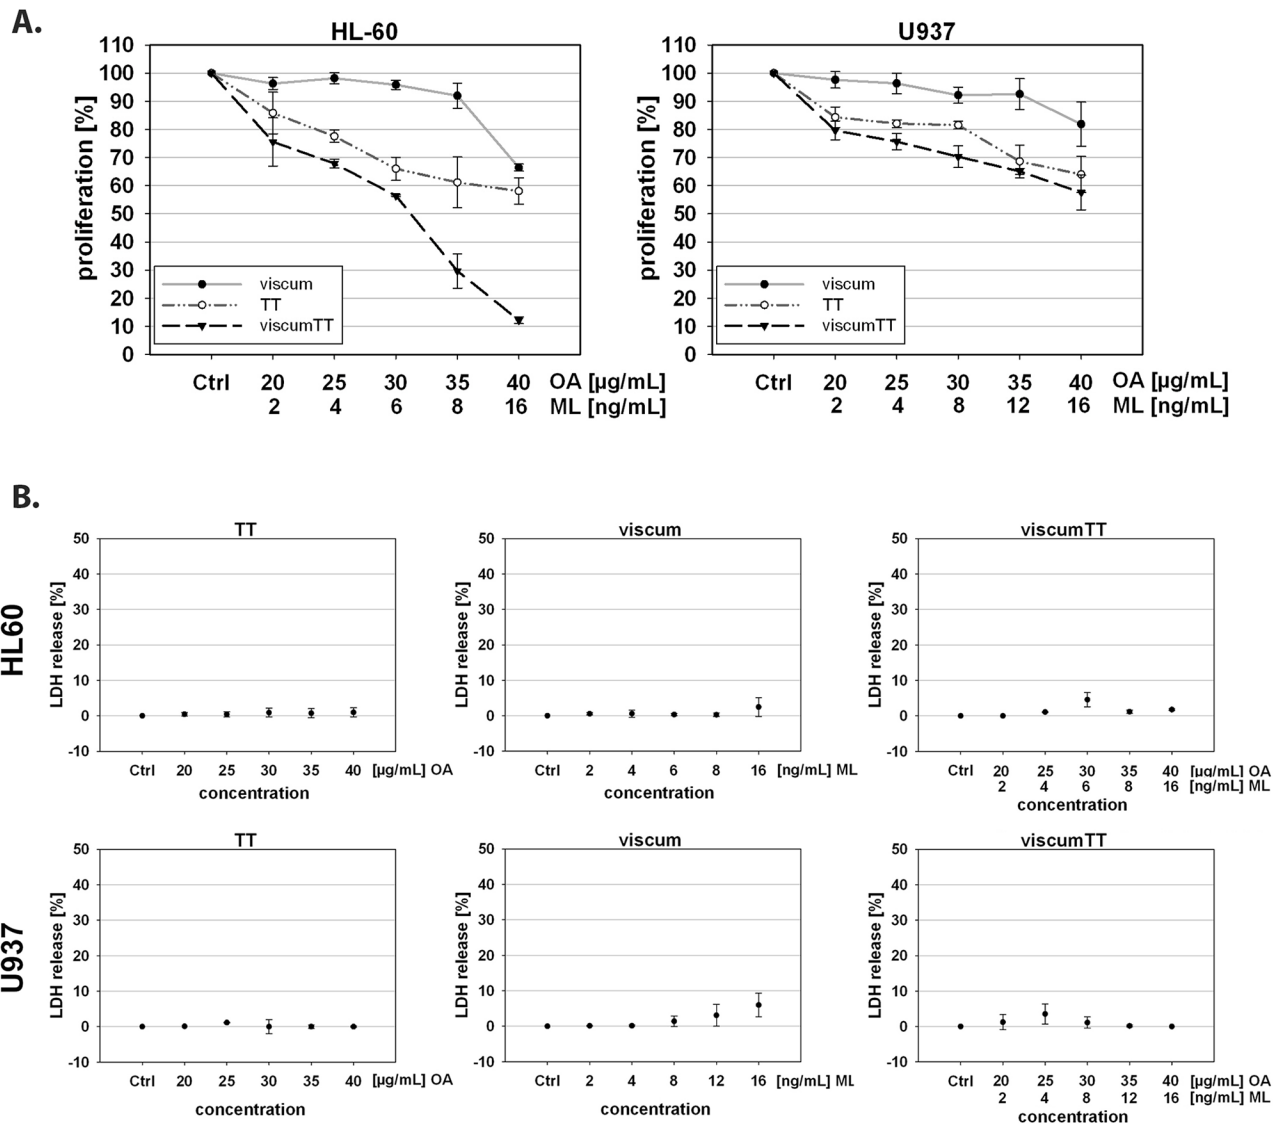 A.
HL-60
U937
110
100
90
80
70
60
50
40
30
20
10
0
proliferation [%]
viscum
TT
viscumTT
Ctrl 20 25 30 35 40 OA [µg/mL]
2 4 6 8 16 ML [ng/mL]
110
100
90
80
70
60
50
40
30
20
10
0
proliferation [%]
viscum
TT
viscumTT
Ctrl 20 25 30 35 40 OA [µg/mL]
2 4 8 12 16 ML [ng/mL]
B.
HL60
TT
50
40
30
20
10
0
-10
LDH release [%]
Ctrl 20 25 30 35 40 [µg/mL] OA
concentration
viscum
50
40
30
20
10
0
-10
LDH release [%]
Ctrl 2 4 6 8 16 [ng/mL] ML
concentration
viscumTT
50
40
30
20
10
0
-10
LDH release [%]
Ctrl 20 25 30 35 40 [µg/mL] OA
2 4 6 8 16 [ng/mL] ML
concentration
U937
TT
50
40
30
20
10
0
-10
LDH release [%]
Ctrl 20 25 30 35 40 [µg/mL] OA
concentration
viscum
50
40
30
20
10
0
-10
LDH release [%]
Ctrl 2 4 8 12 16 [ng/mL] ML
concentration
viscumTT
50
40
30
20
10
0
-10
LDH release [%]
Ctrl 20 25 30 35 40 [µg/mL] OA
2 4 8 12 16 [ng/mL] ML
concentration